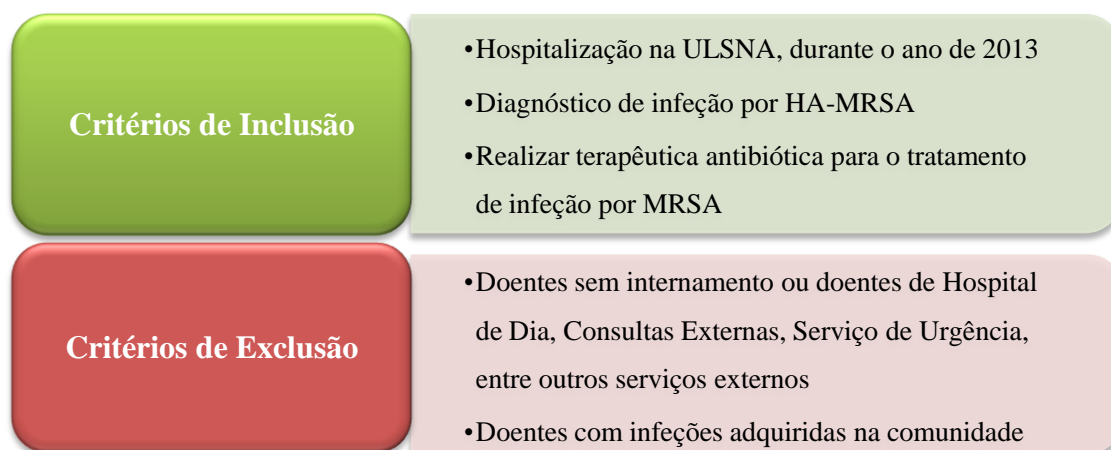 Critérios de Inclusão
•Hospitalização na ULSNA, durante o ano de 2013
•Diagnóstico de infeção por HA-MRSA
•Realizar terapêutica antibiótica para o tratamento
de infeção por MRSA
Critérios de Exclusão
•Doentes sem internamento ou doentes de Hospital
de Dia, Consultas Externas, Serviço de Urgência,
entre outros serviços externos
•Doentes com infeções adquiridas na comunidade